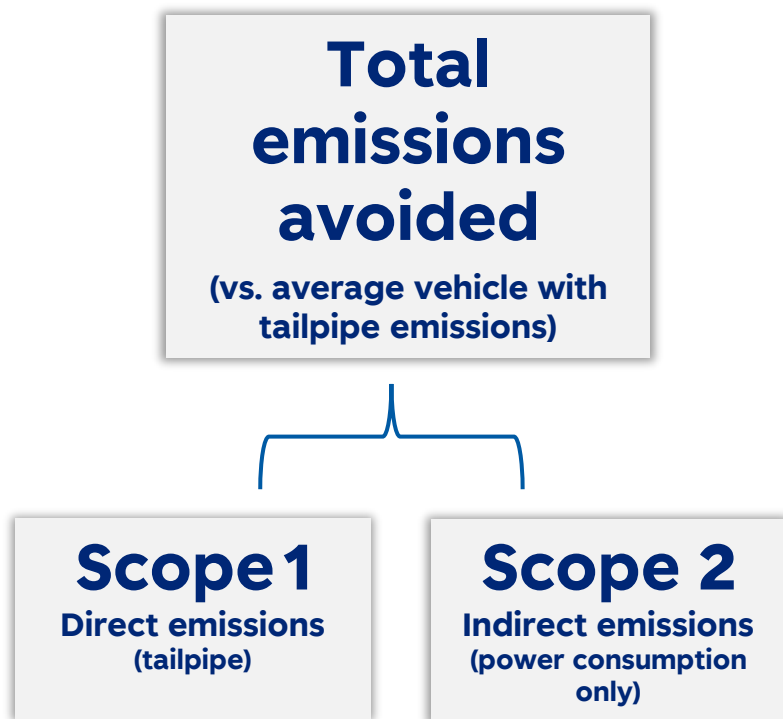 Total
emissions
avoided
(vs. average vehicle with
tailpipe emissions)
Scope 1
Direct emissions
(tailpipe)
Scope 2
Indirect emissions
(power consumption
only)